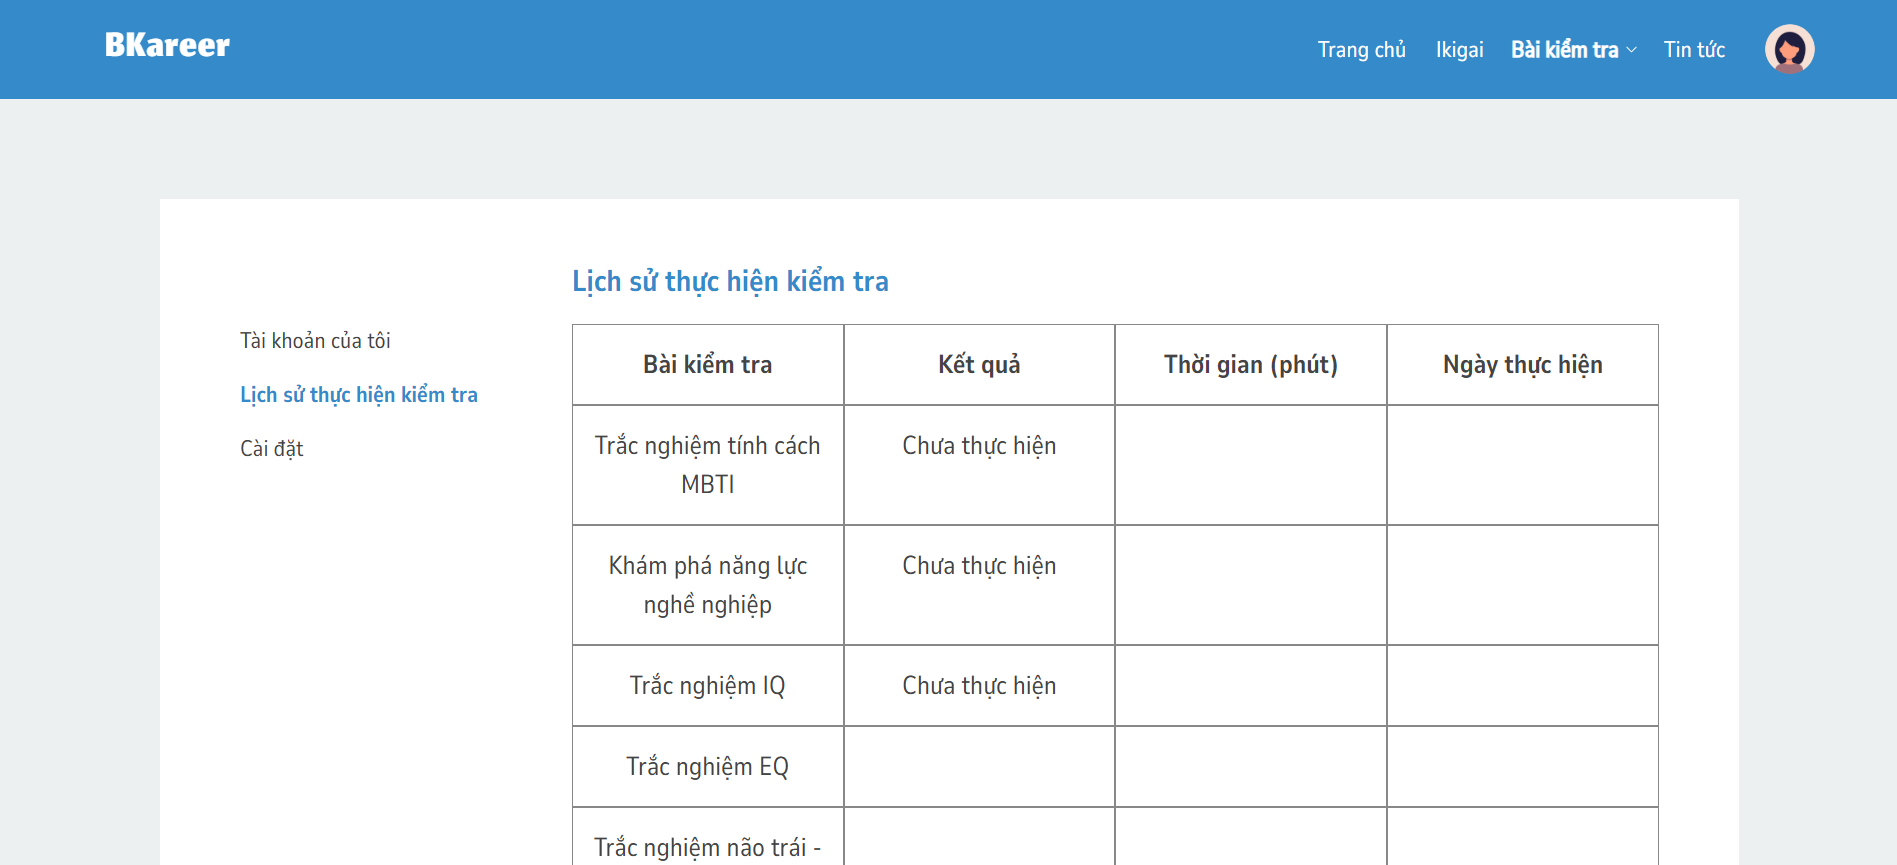 BKareer
Trang chủ Ikigai Bài kiểm tra Tin tức
Lịch sử thực hiện kiểm tra
Tài khoản của tôi
Lịch sử thực hiện kiểm tra
Cài đặt
Bài kiểm tra Kết quả Thời gian (phút) Ngày thực hiện
Trắc nghiệm tính cách Chưa thực hiện
MBTI
Khám phá năng lực Chưa thực hiện
nghề nghiệp
Trắc nghiệm IQ Chưa thực hiện
Trắc nghiệm EQ
Trắc nghiệm não trái -